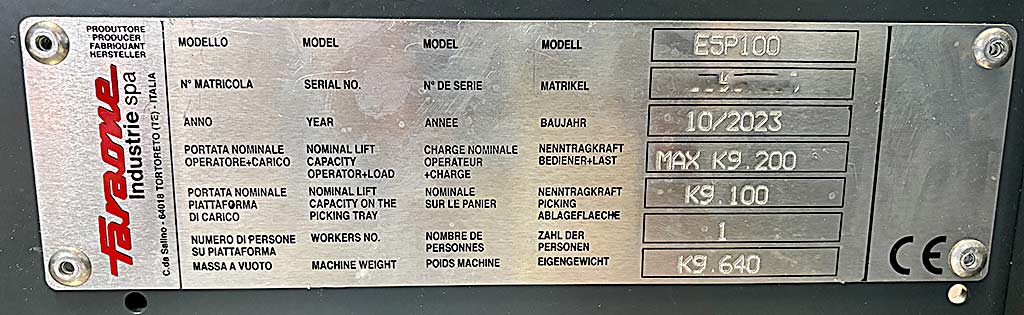 PRODUTTORE
PRODUCER
FABRIQUANT
HERSTELLER
Faraone
Industrie spa
C.da Salino - 64018 TORTORETO (TE) - ITALIA
MODELLO MODEL MODEL MODELL E5P100
N° MATRICOLA SERIAL NO. N° DE SERIE MATRIKEL
ANNO YEAR ANNEE BAUJAHR 10/2023
PORTATA NOMINALE NOMINAL LIFT CHARGE NOMINALE NENNTRAGKRAFT
OPERATORE+CARICO CAPACITY OPERATEUR BEDIENER+LAST MAX K9.200
OPERATOR+LOAD +CHARGE
PORTATA NOMINALE NOMINAL LIFT NOMINALE NENNTRAGKRAFT
PIATTAFORMA CAPACITY ON THE SUR LE PANIER PICKING K9.100
DI CARICO PICKING TRAY ABLAGEFLAECHE
NUMERO DI PERSONE WORKERS NO. NOMBRE DE ZAHL DER 1
SU PIATTAFORMA PERSONNES PERSONEN
MASSA A VUOTO MACHINE WEIGHT POIDS MACHINE EIGENGEWICHT K9.640
CE